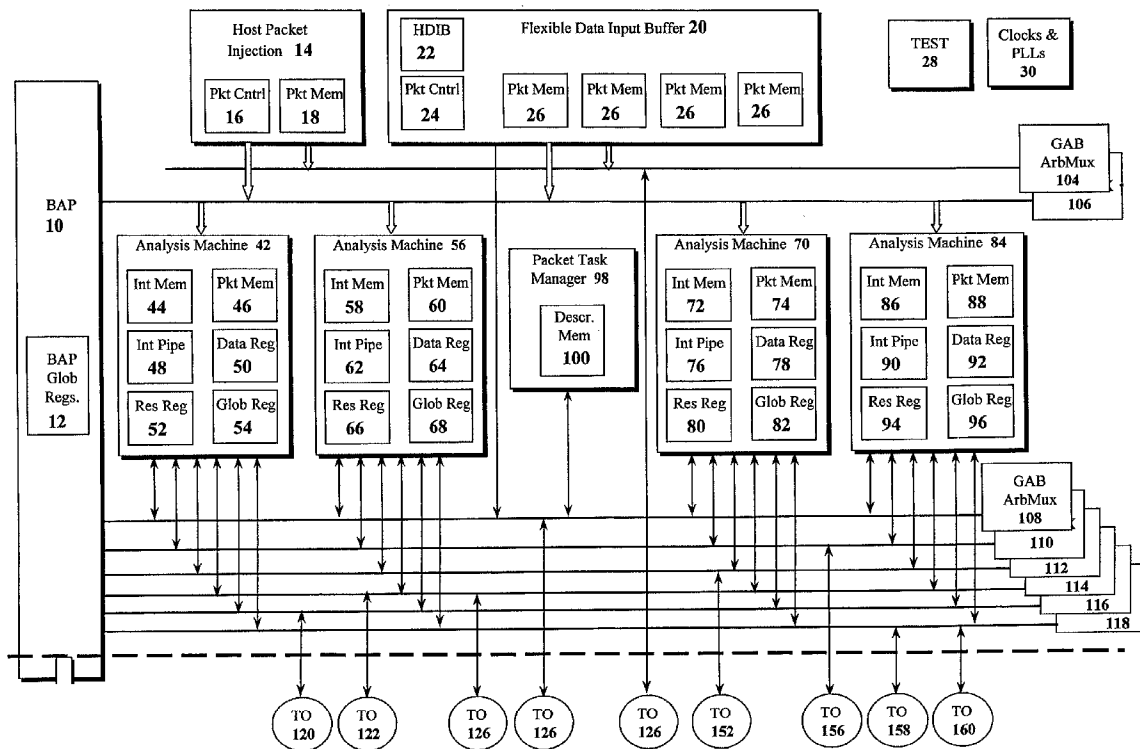 Host Packet
Injection 14
Pkt Cntrl
16
Pkt Mem
18
Flexible Data Input Buffer 20
HDIB
22
Pkt Cntrl
24
Pkt Mem
26
Pkt Mem
26
Pkt Mem
26
Pkt Mem
26
TEST
28
Clocks &
PLLs
30
GAB
ArbMux
104
106
BAP
10
BAP
Glob
Regs.
12
Analysis Machine 42
Int Mem
44
Pkt Mem
46
Int Pipe
48
Data Reg
50
Res Reg
52
Glob Reg
54
Analysis Machine 56
Int Mem
58
Pkt Mem
60
Int Pipe
62
Data Reg
64
Res Reg
66
Glob Reg
68
Packet Task
Manager 98
Descr.
Mem
100
Analysis Machine 70
Int Mem
72
Pkt Mem
74
Int Pipe
76
Data Reg
78
Res Reg
80
Glob Reg
82
Analysis Machine 84
Int Mem
86
Pkt Mem
88
Int Pipe
90
Data Reg
92
Res Reg
94
Glob Reg
96
GAB
ArbMux
108
110
112
114
116
118
TO
120
TO
122
TO
126
TO
126
TO
126
TO
152
TO
156
TO
158
TO
160